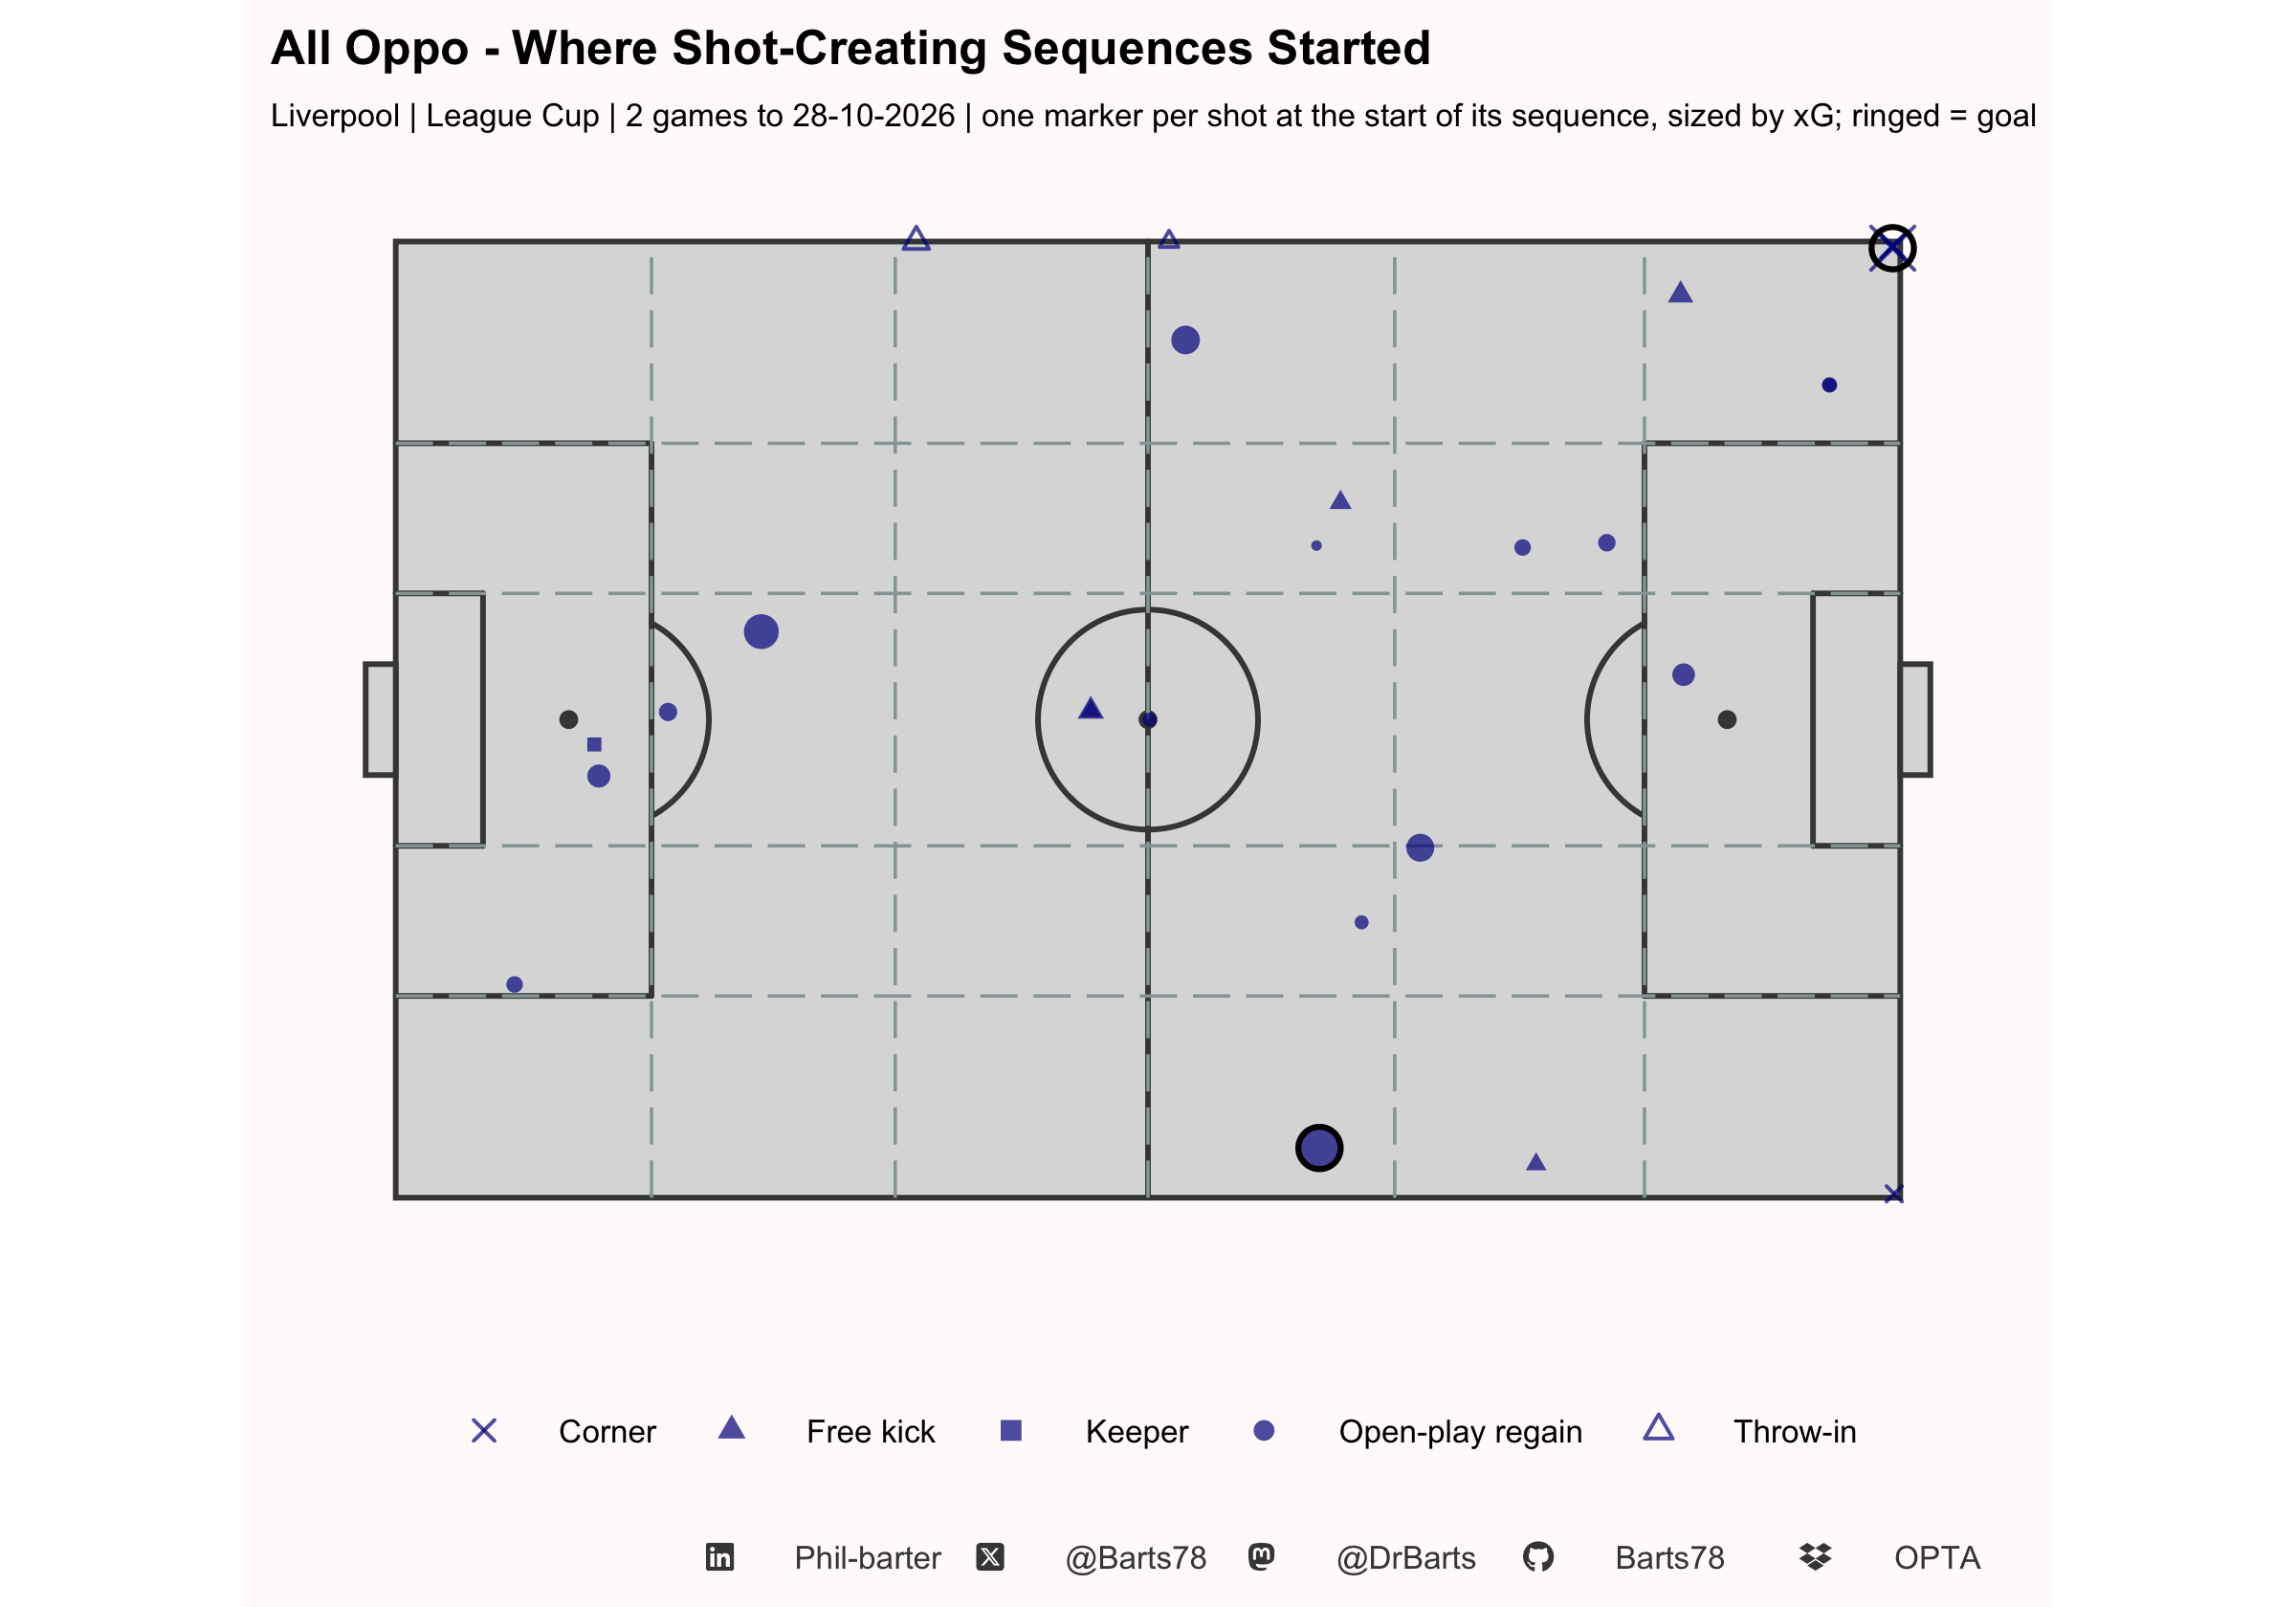 All Oppo - Where Shot-Creating Sequences Started
Liverpool | League Cup | 2 games to 28-10-2026 | one marker per shot at the start of its sequence, sized by xG; ringed = goal
Corner Free kick Keeper Open-play regain Throw-in
Phil-barter @Barts78 @DrBarts Barts78 OPTA